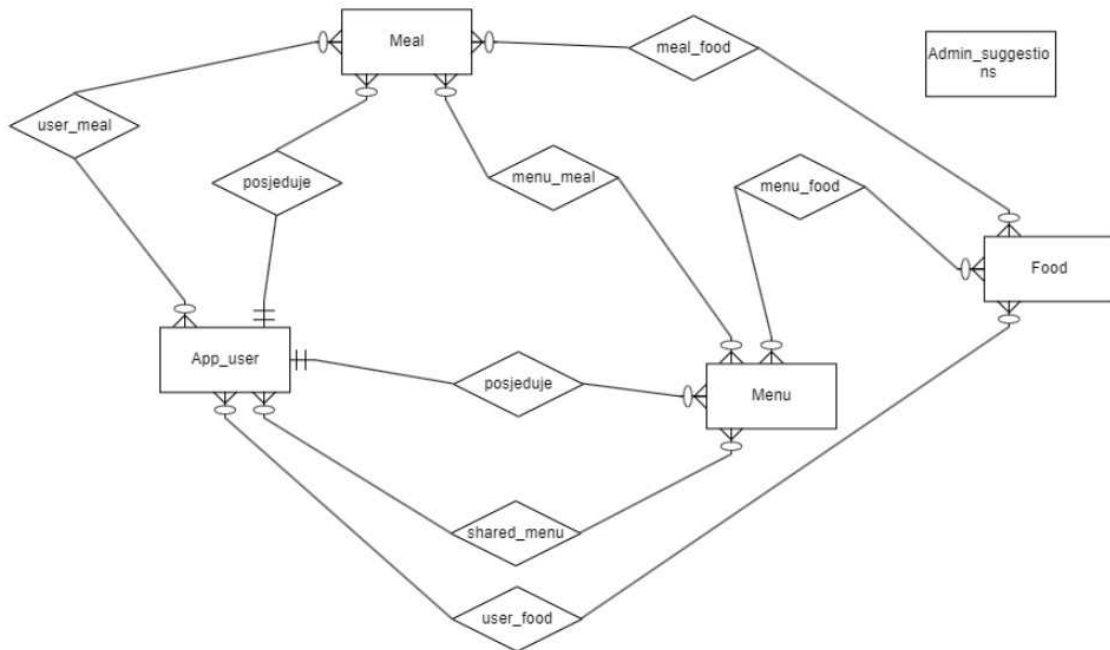 Meal
meal_food
Admin_suggestio
ns
user_meal
posjeduje
menu_meal
menu_food
Food
App_user
posjeduje
Menu
shared_menu
user_food